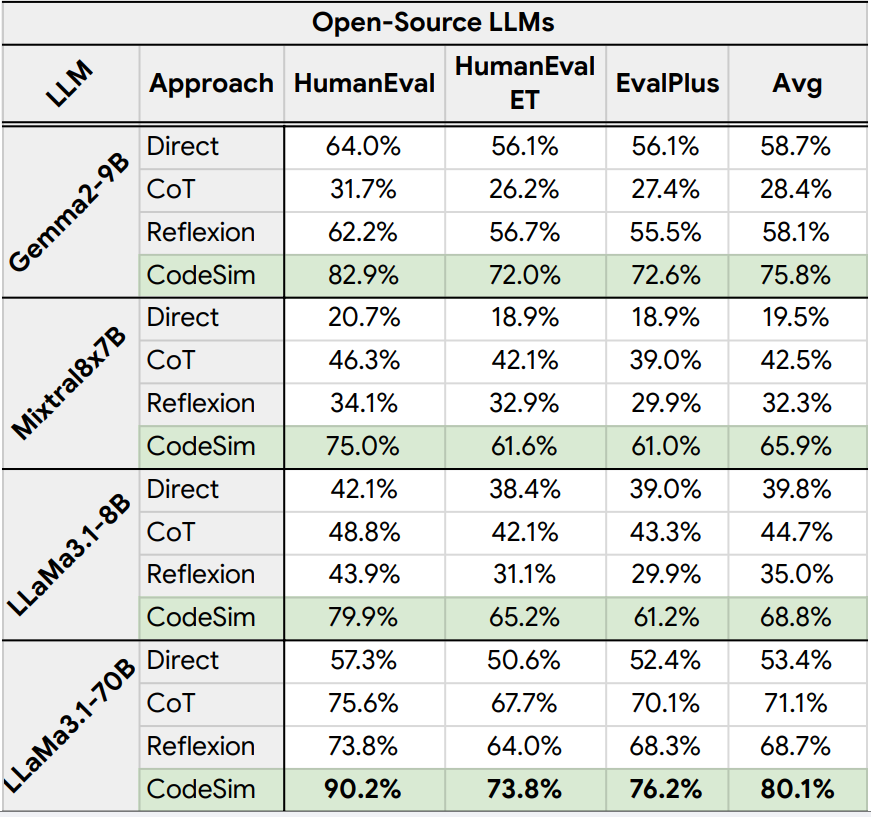 Open-Source LLMs
LLM Approach HumanEval HumanEval ET EvalPlus Avg
Gemma2-9B
Direct 64.0% 56.1% 56.1% 58.7%
CoT 31.7% 26.2% 27.4% 28.4%
Reflexion 62.2% 56.7% 55.5% 58.1%
CodeSim 82.9% 72.0% 72.6% 75.8%
Mixtral8x7B
Direct 20.7% 18.9% 18.9% 19.5%
CoT 46.3% 42.1% 39.0% 42.5%
Reflexion 34.1% 32.9% 29.9% 32.3%
CodeSim 75.0% 61.6% 61.0% 65.9%
LLaMa3.1-8B
Direct 42.1% 38.4% 39.0% 39.8%
CoT 48.8% 42.1% 43.3% 44.7%
Reflexion 43.9% 31.1% 29.9% 35.0%
CodeSim 79.9% 65.2% 61.2% 68.8%
LLaMa3.1-70B
Direct 57.3% 50.6% 52.4% 53.4%
CoT 75.6% 67.7% 70.1% 71.1%
Reflexion 73.8% 64.0% 68.3% 68.7%
CodeSim 90.2% 73.8% 76.2% 80.1%